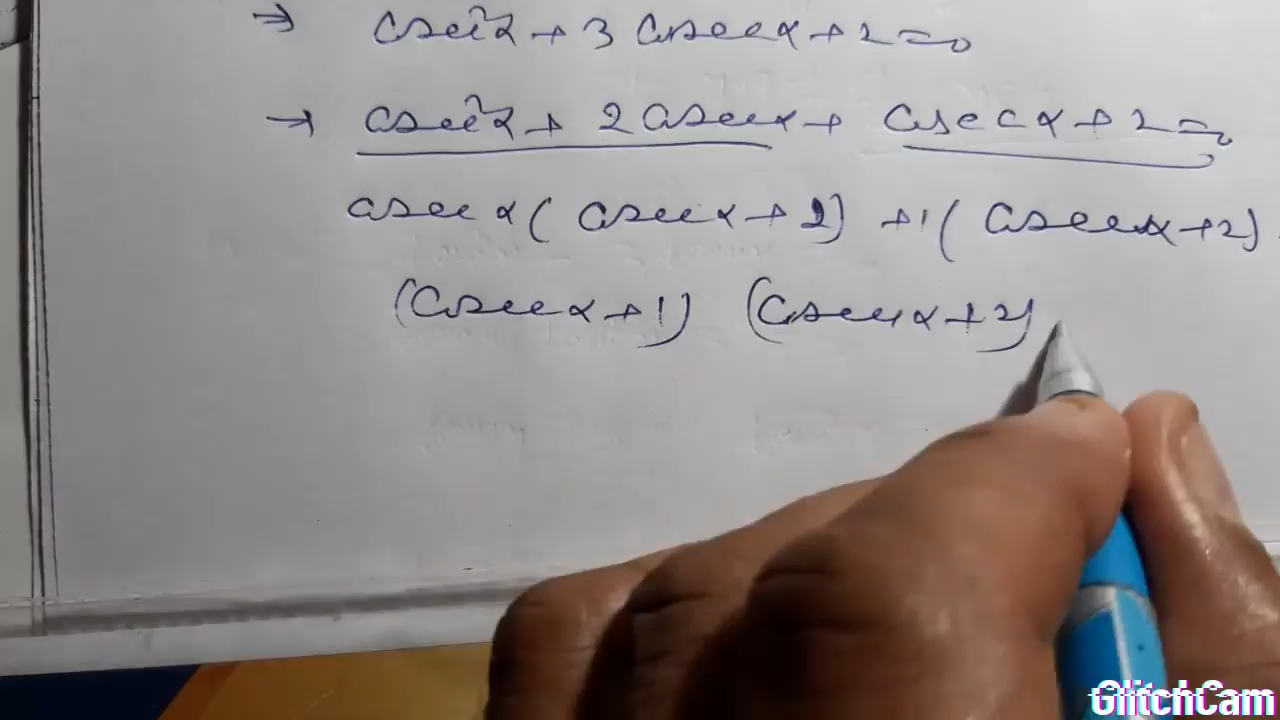 ⇒ cosec²α + 3 cosecα + 2 = 0
→ cosec²α + 2 cosecα + cosecα + 2 = 0
cosecα ( cosecα + 2) + 1 ( cosecα + 2)
(cosecα + 1) (cosecα + 2)
GlitchCam